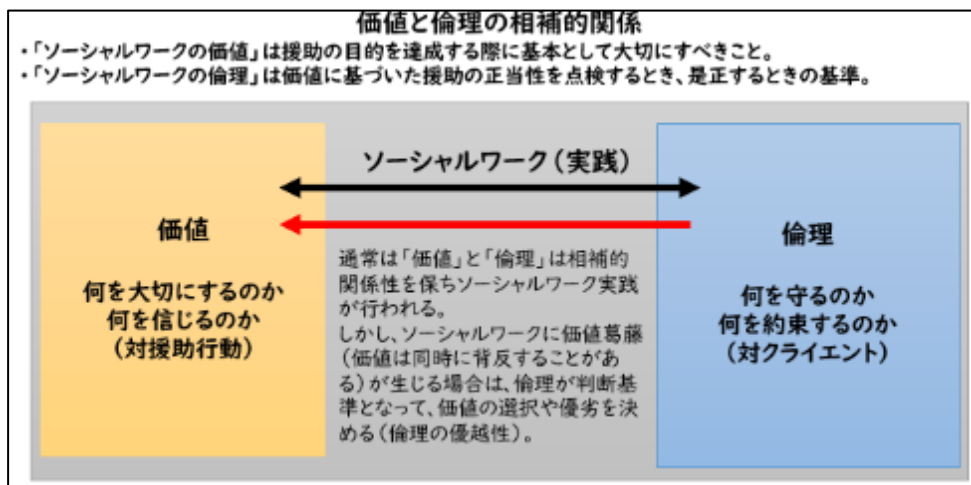 価値と倫理の相補的関係
・「ソーシャルワークの価値」は援助の目的を達成する際に基本として大切にすべきこと。
・「ソーシャルワークの倫理」は価値に基づいた援助の正当性を点検するとき、是正するときの基準。
ソーシャルワーク(実践)
価値
何を大切にするのか
何を信じるのか
(対援助行動)
通常は「価値」と「倫理」は相補的
関係性を保ちソーシャルワーク実践
が行われる。
しかし、ソーシャルワークに価値葛藤
(価値は同時に背反することがあ
る)が生じる場合は、倫理が判断基
準となって、価値の選択や優劣を決
める(倫理の優越性)。
倫理
何を守るのか
何を約束するのか
(対クライエント)